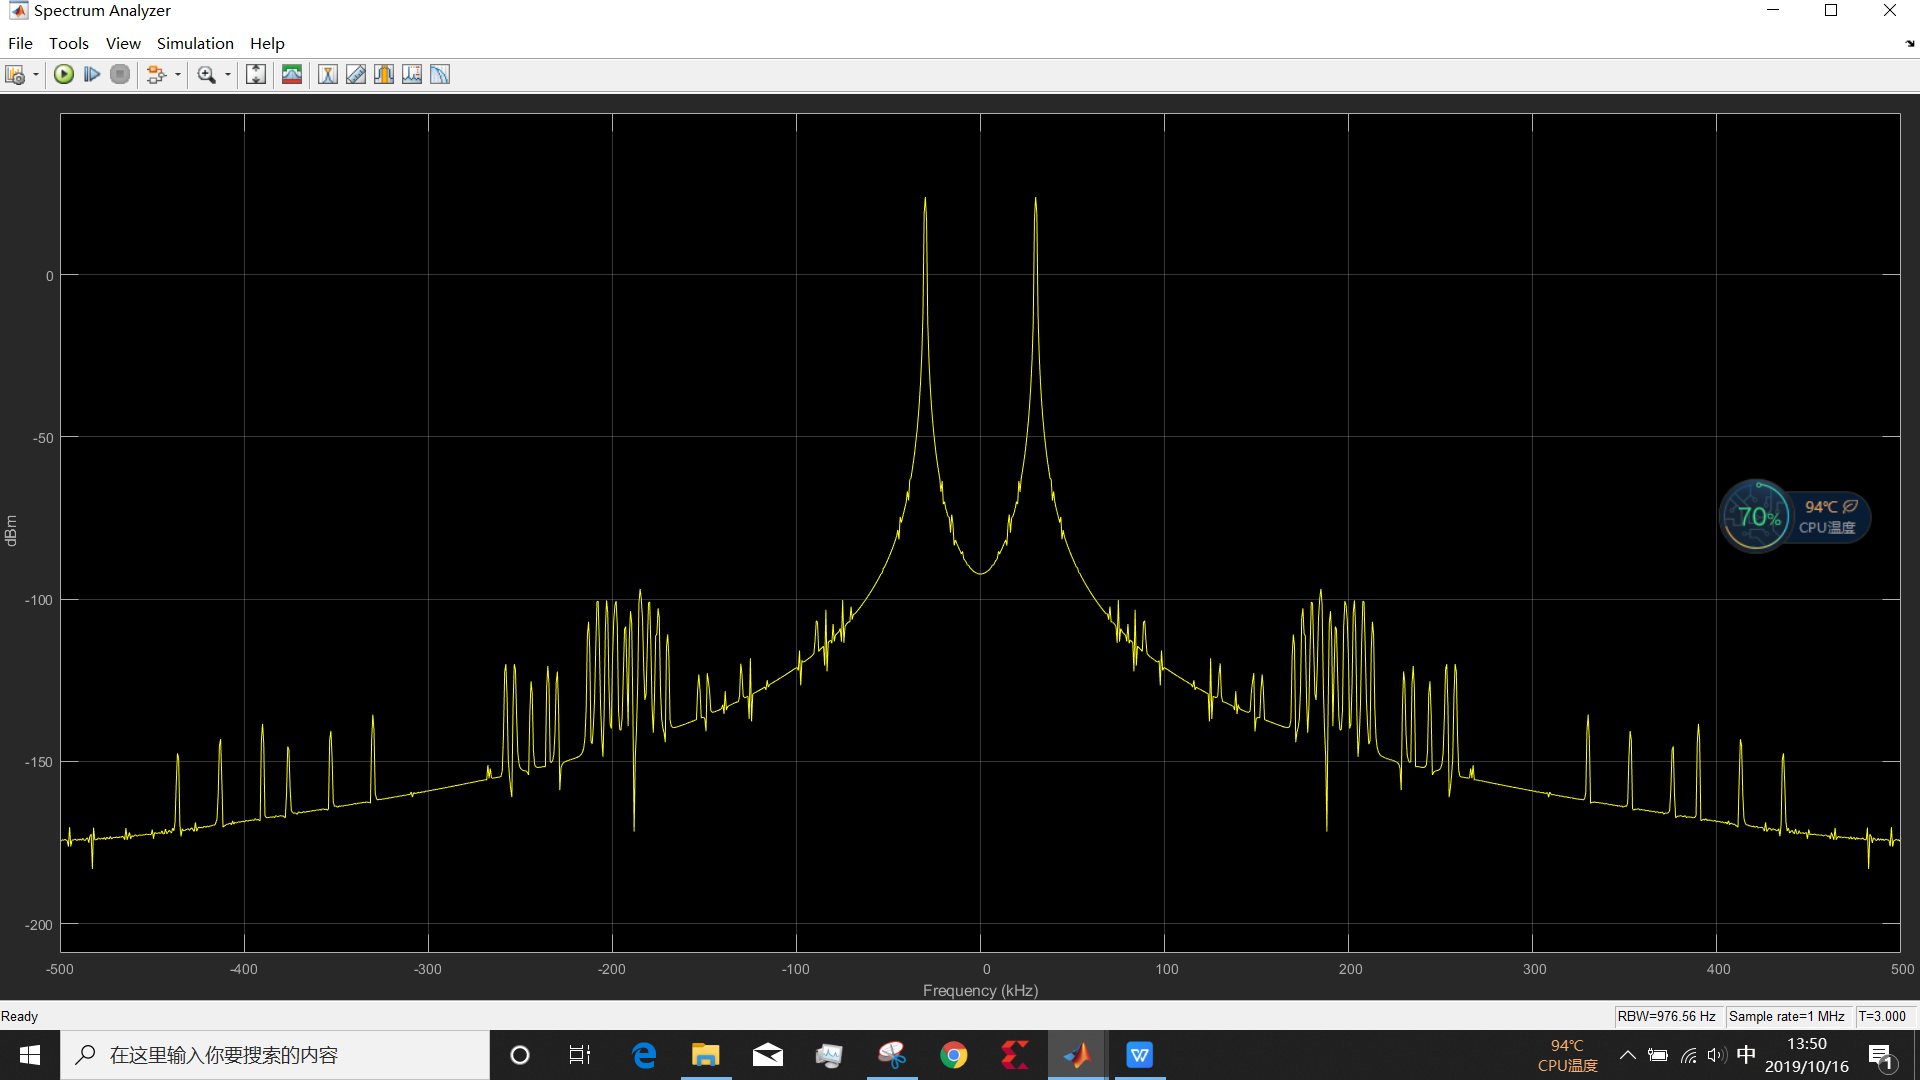 Spectrum Analyzer
File Tools View Simulation Help
0
-50
-100
-150
-200
dBm
-500 -400 -300 -200 -100 0 100 200 300 400 500
Frequency (kHz)
70%
94℃
CPU温度
Ready
RBW=976.56 Hz Sample rate=1 MHz T=3.000
在这里输入你要搜索的内容
94℃
CPU温度
中
13:50
2019/10/16
1